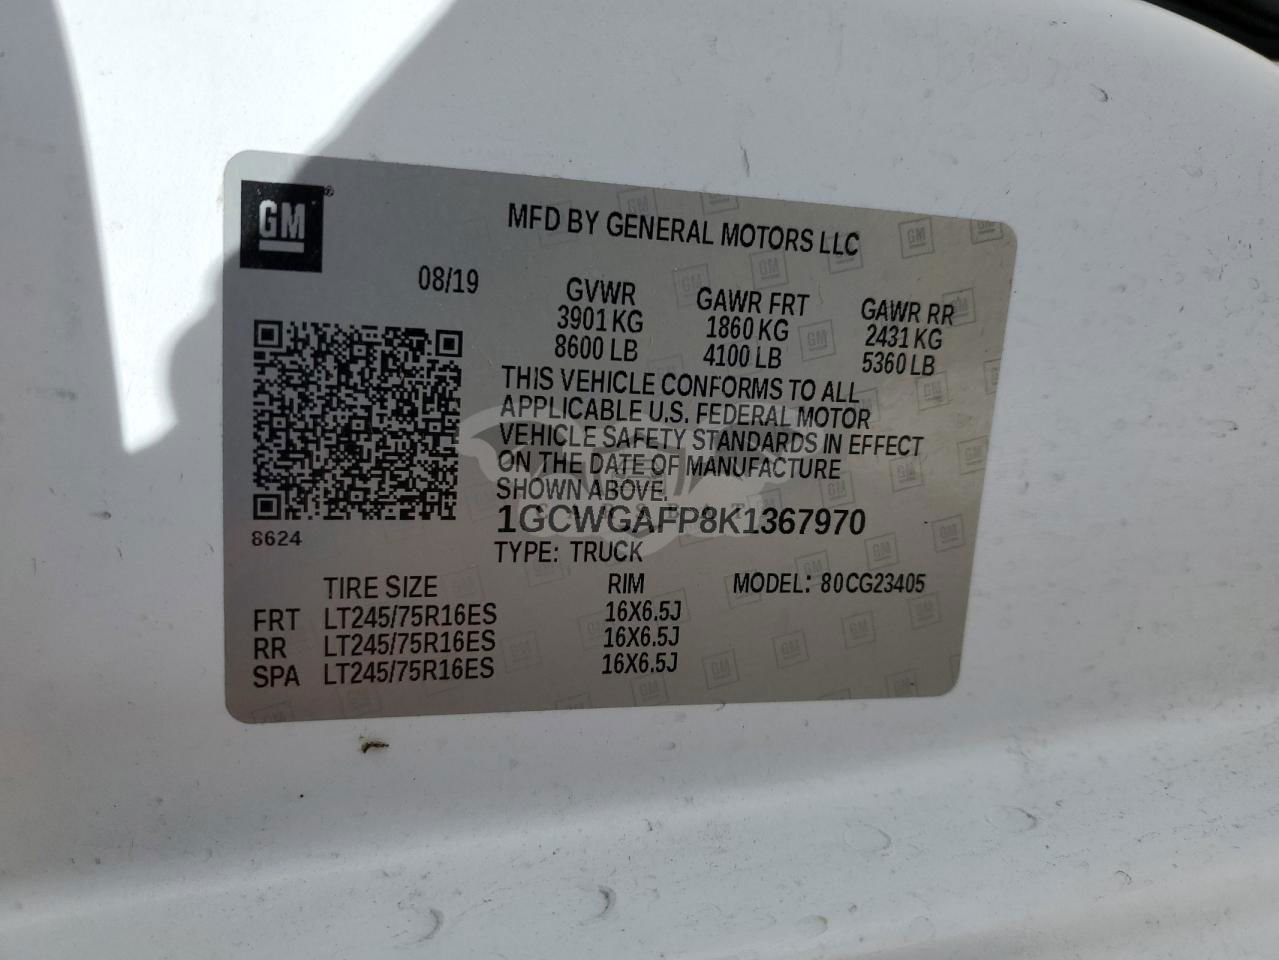 GM ®
MFD BY GENERAL MOTORS LLC
08/19
GVWR GAWR FRT GAWR RR
3901 KG 1860 KG 2431 KG
8600 LB 4100 LB 5360 LB
THIS VEHICLE CONFORMS TO ALL
APPLICABLE U.S. FEDERAL MOTOR
VEHICLE SAFETY STANDARDS IN EFFECT
ON THE DATE OF MANUFACTURE
SHOWN ABOVE.
1GCWGAFP8K1367970
8624
TYPE: TRUCK
TIRE SIZE RIM MODEL: 80CG23405
FRT LT245/75R16ES 16X6.5J
RR LT245/75R16ES 16X6.5J
SPA LT245/75R16ES 16X6.5J